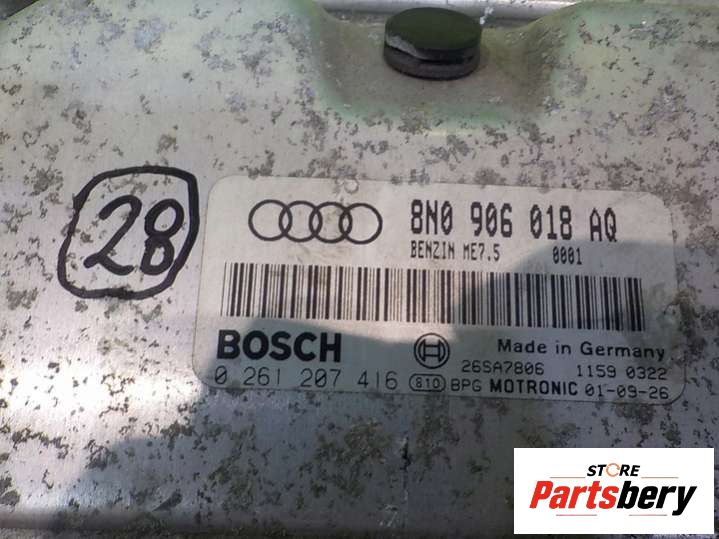 28
8N0 906 018 AQ
BENZIN ME7.5 0001
BOSCH
Made in Germany
26SA7806 1159 0322
0 261 207 416 810 BPG MOTRONIC 01-09-26
STORE
Partsbery